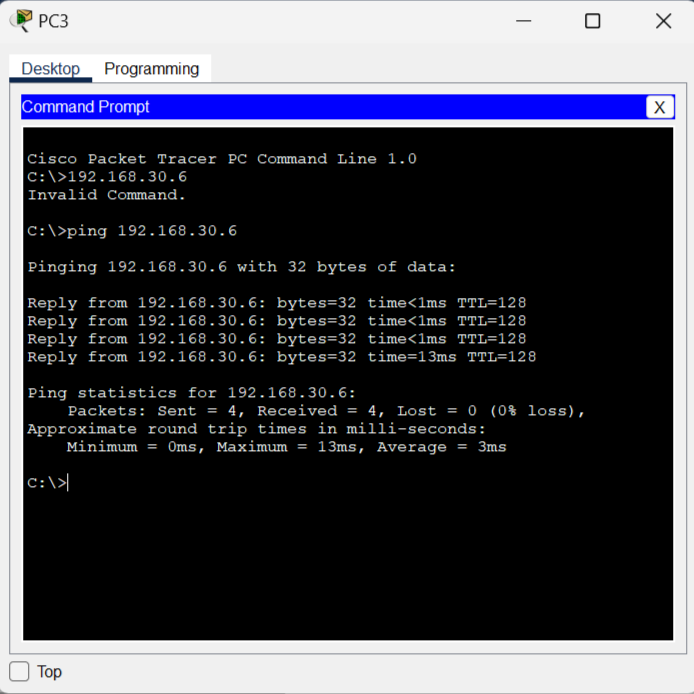 PC3
Desktop Programming
Command Prompt X
Cisco Packet Tracer PC Command Line 1.0
C:\>192.168.30.6
Invalid Command.
C:\>ping 192.168.30.6
Pinging 192.168.30.6 with 32 bytes of data:
Reply from 192.168.30.6: bytes=32 time<1ms TTL=128
Reply from 192.168.30.6: bytes=32 time<1ms TTL=128
Reply from 192.168.30.6: bytes=32 time<1ms TTL=128
Reply from 192.168.30.6: bytes=32 time=13ms TTL=128
Ping statistics for 192.168.30.6:
    Packets: Sent = 4, Received = 4, Lost = 0 (0% loss),
Approximate round trip times in milli-seconds:
    Minimum = 0ms, Maximum = 13ms, Average = 3ms
C:\>
Top